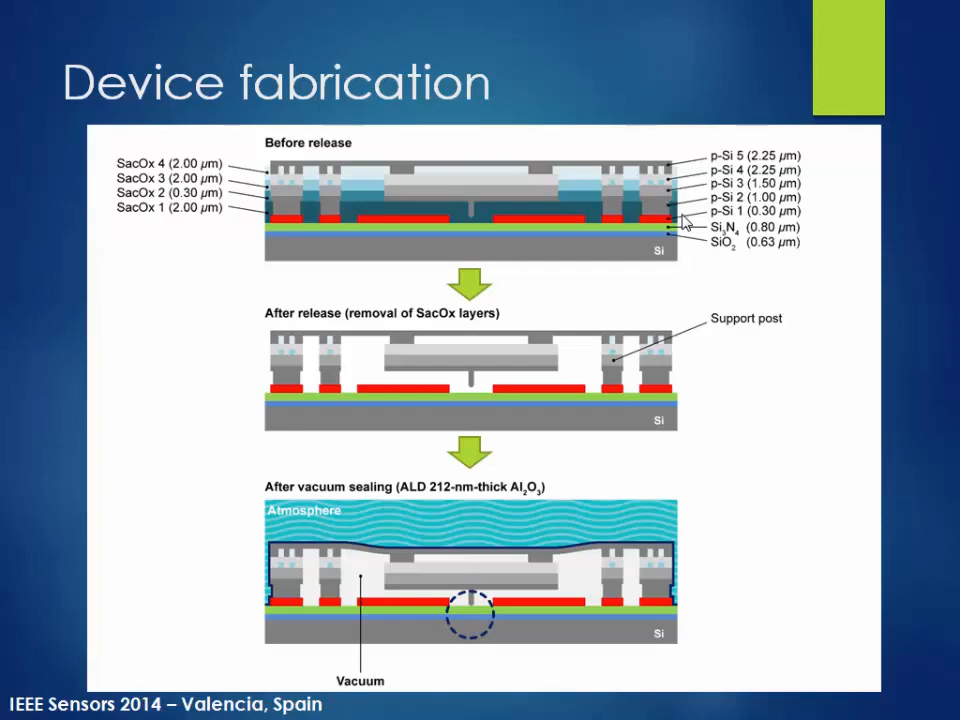 Device fabrication
Before release
SacOx 4 (2.00 µm)
SacOx 3 (2.00 µm)
SacOx 2 (0.30 µm)
SacOx 1 (2.00 µm)
p-Si 5 (2.25 µm)
p-Si 4 (2.25 µm)
p-Si 3 (1.50 µm)
p-Si 2 (1.00 µm)
p-Si 1 (0.30 µm)
Si₃N₄ (0.80 µm)
SiO₂ (0.63 µm)
Si
After release (removal of SacOx layers)
Support post
Si
After vacuum sealing (ALD 212-nm-thick Al₂O₃)
Atmosphere
Si
Vacuum
IEEE Sensors 2014 – Valencia, Spain